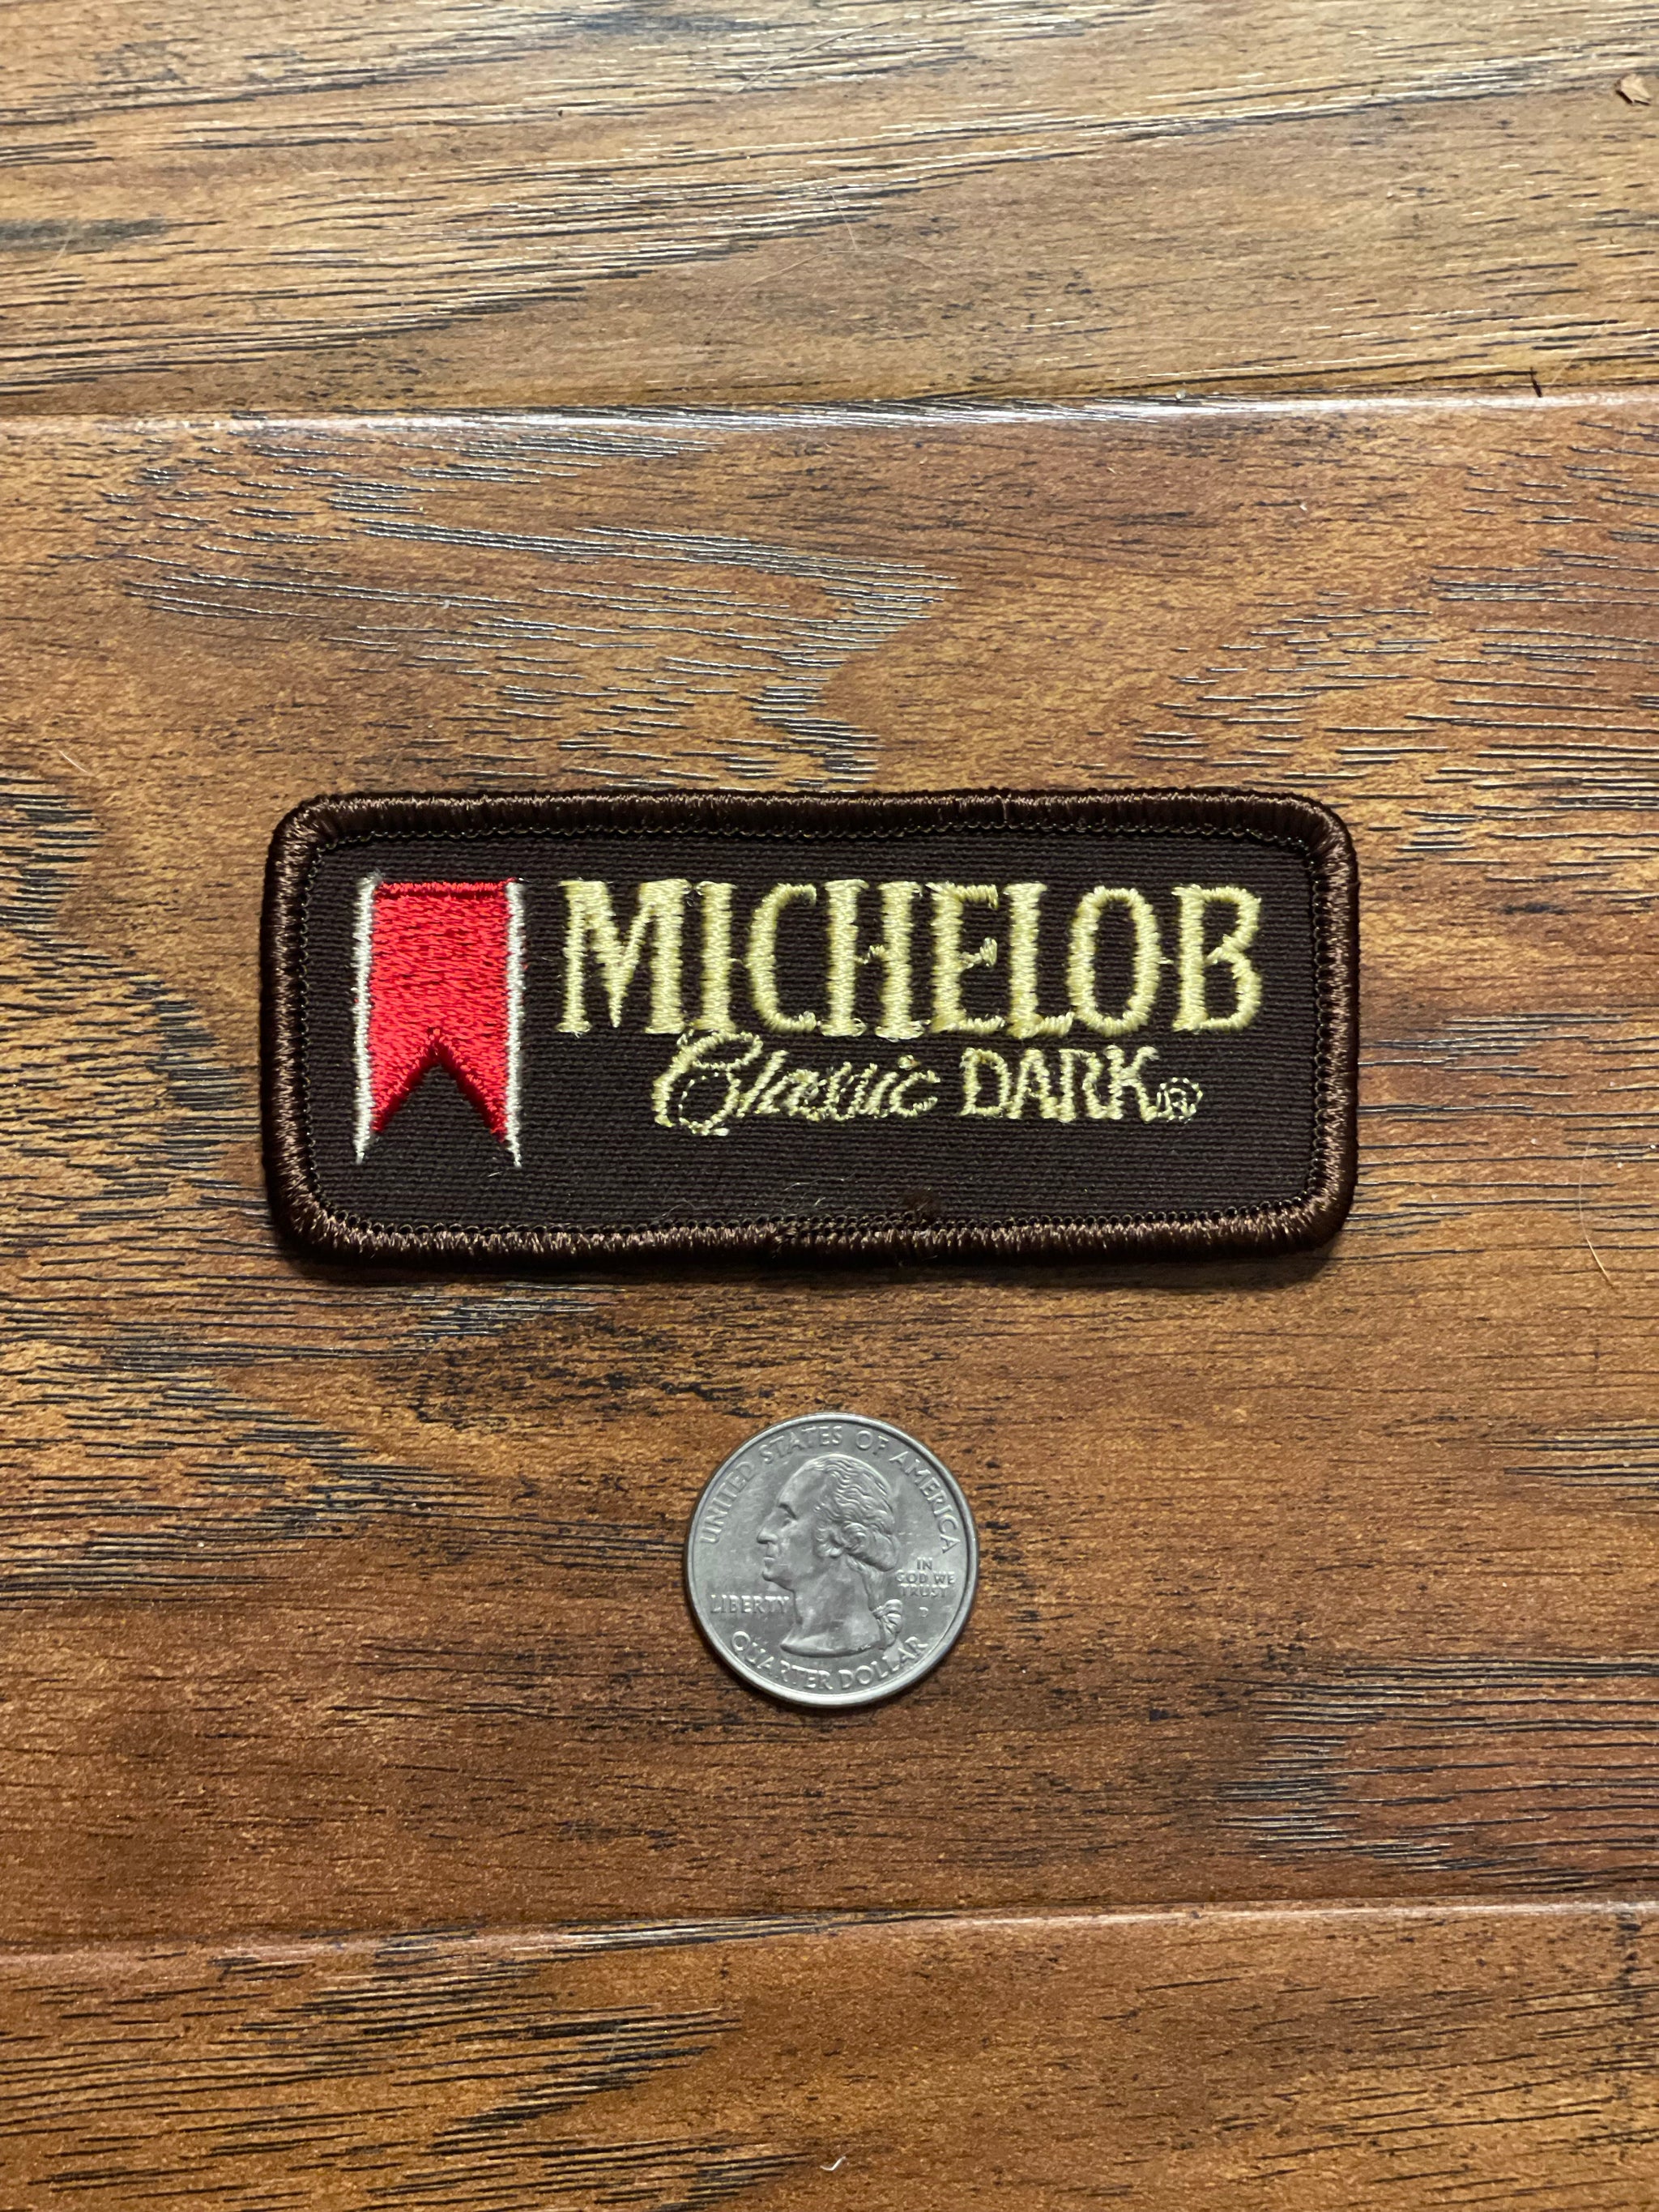 MICHELOB
Classic DARK®
UNITED STATES OF AMERICA
LIBERTY
IN
GOD WE
TRUST
D
QUARTER DOLLAR